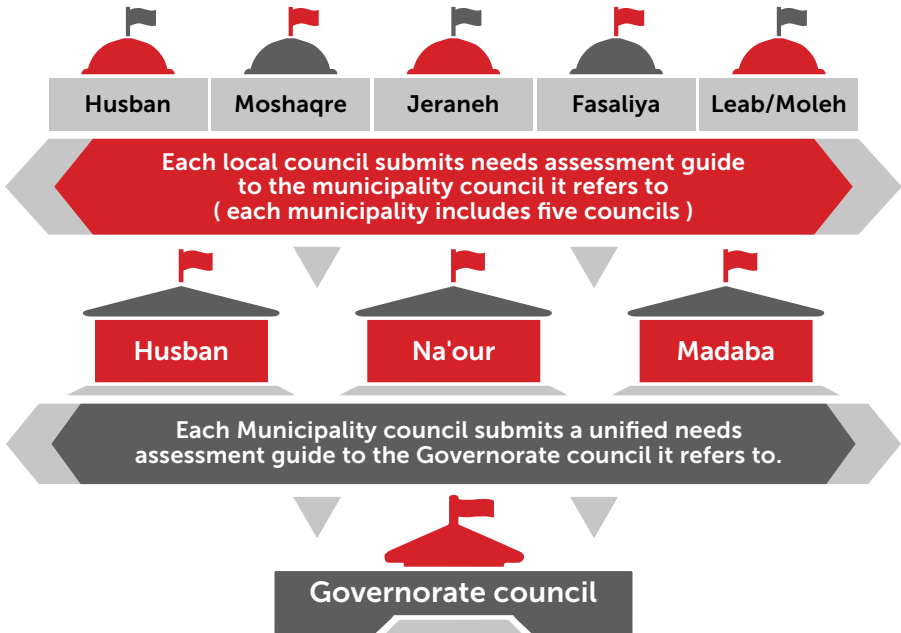 Husban Moshaqre Jeraneh Fasaliya Leab/Moleh
Each local council submits needs assessment guide
to the municipality council it refers to
( each municipality includes five councils )
Husban Na'our Madaba
Each Municipality council submits a unified needs
assessment guide to the Governorate council it refers to.
Governorate council